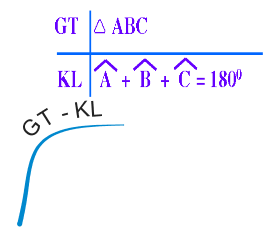 GT △ ABC
KL Â + B̂ + Ĉ = 180⁰
GT - KL